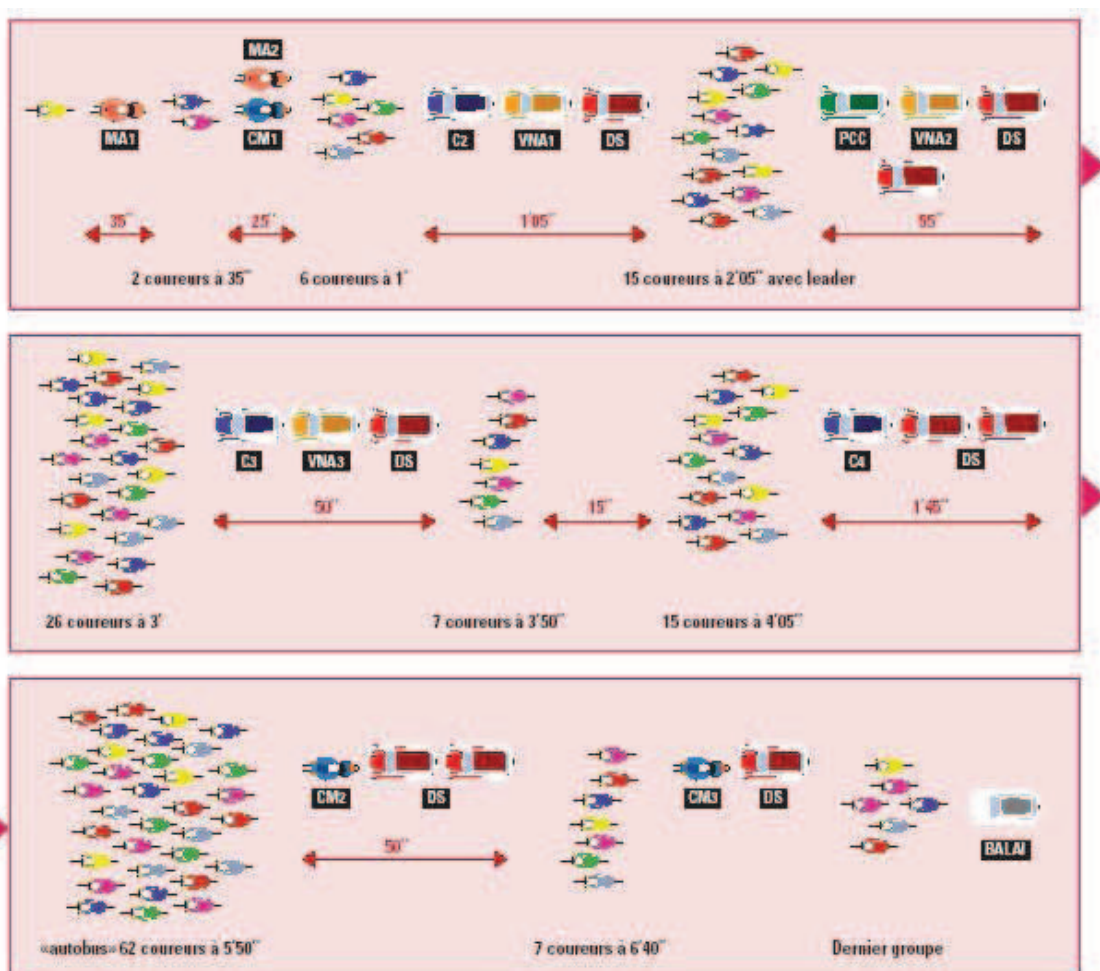 MA2
MA1 CM1 C2 VNA1 DS PCC VNA2 DS
35" 25" 1'05" 55"
2 coureurs à 35" 6 coureurs à 1' 15 coureurs à 2'05" avec leader
C3 VNA3 DS C4 DS
50" 15" 1'45"
26 coureurs à 3' 7 coureurs à 3'50" 15 coureurs à 4'05"
CM2 DS CM3 DS
BALAI
50"
«autobus» 62 coureurs à 5'50" 7 coureurs à 6'40" Dernier groupe